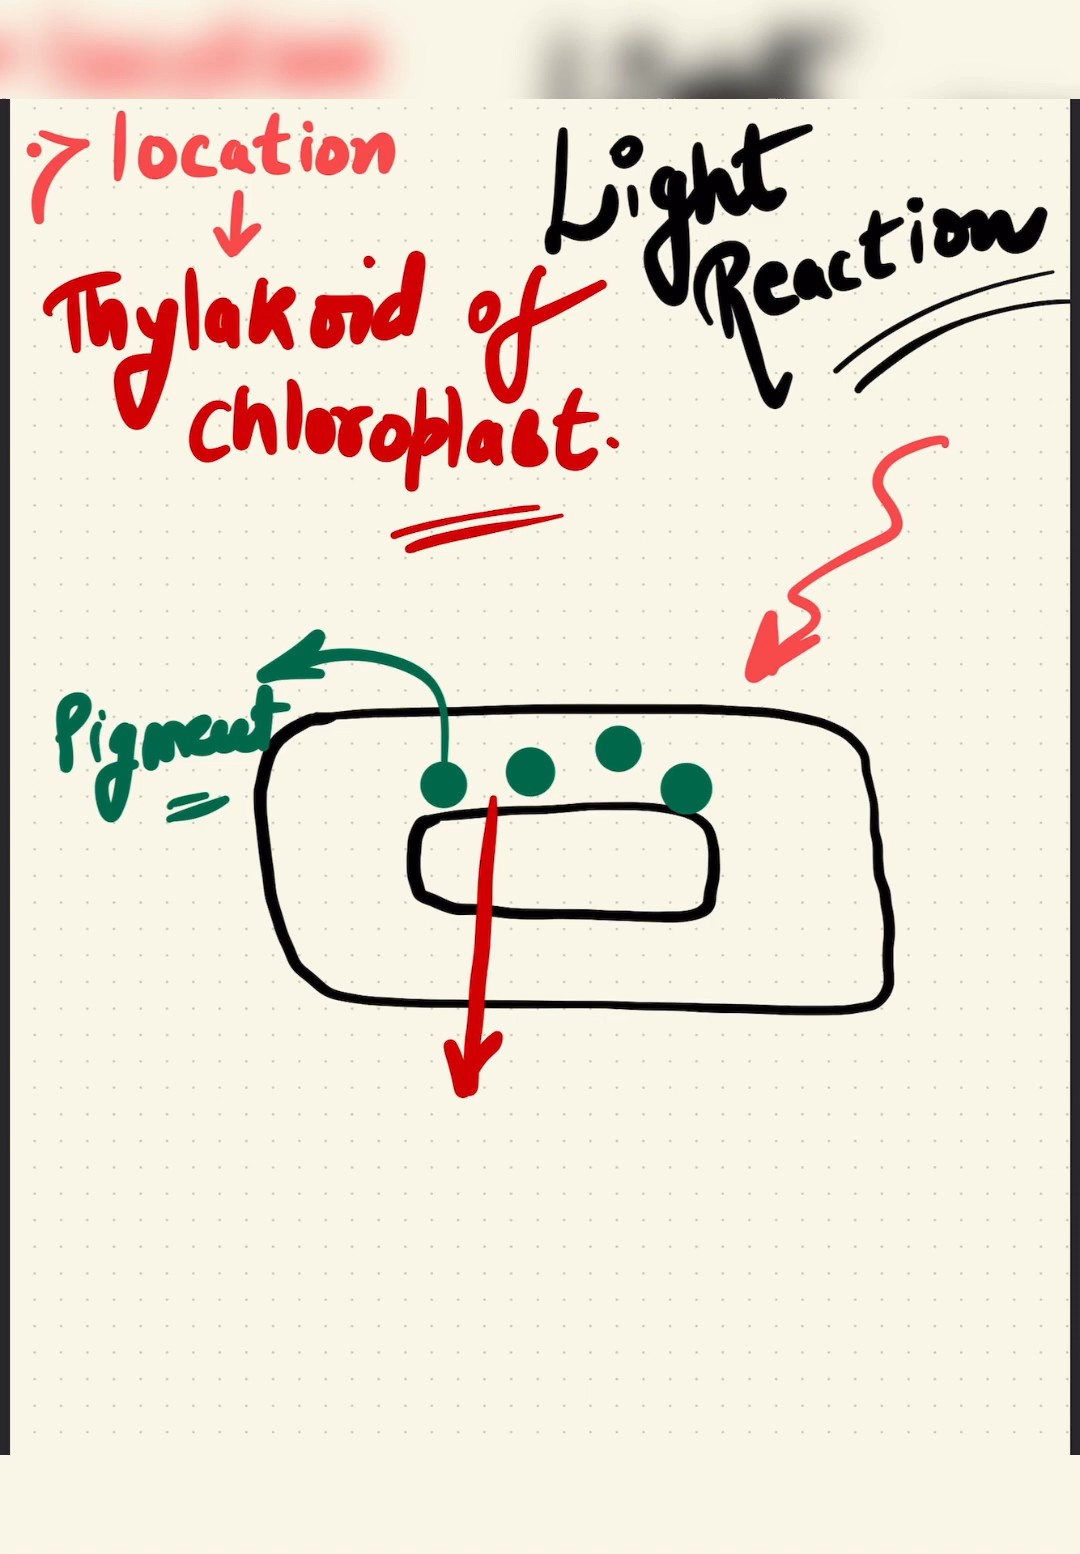 location
Light
Reaction
Thylakoid of
chloroplast.
Pigment